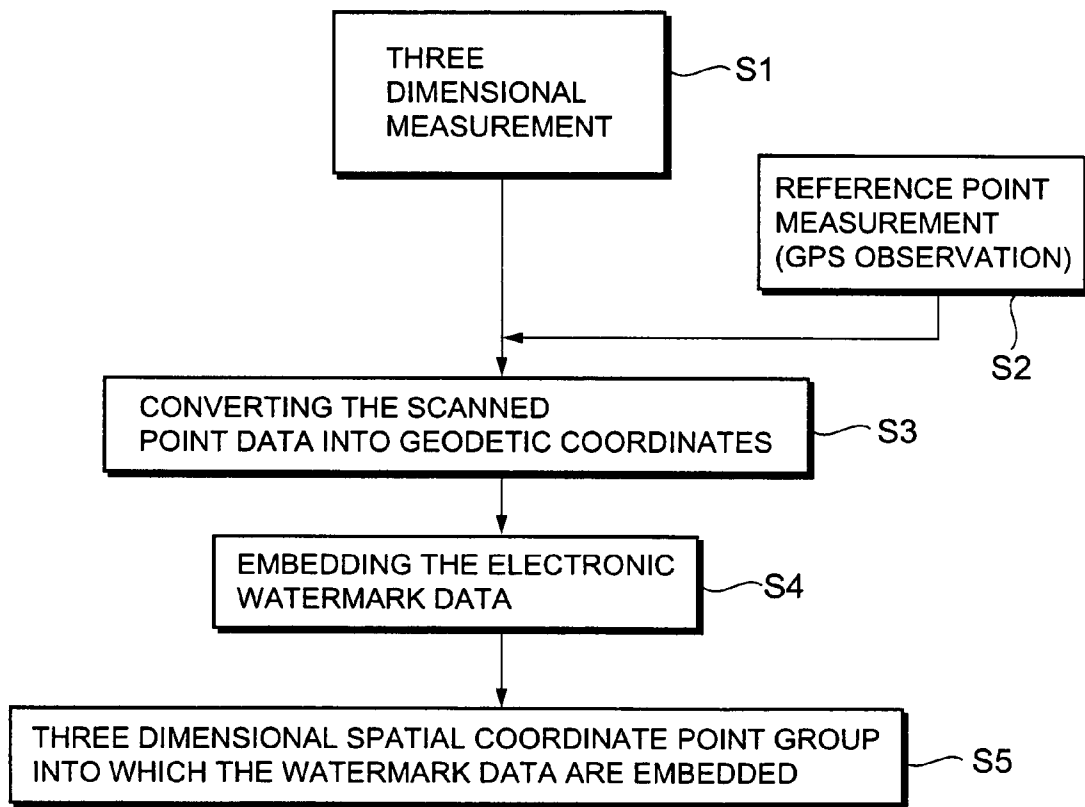 THREE
DIMENSIONAL
MEASUREMENT
S1
REFERENCE POINT
MEASUREMENT
(GPS OBSERVATION)
S2
CONVERTING THE SCANNED
POINT DATA INTO GEODETIC COORDINATES
S3
EMBEDDING THE ELECTRONIC
WATERMARK DATA
S4
THREE DIMENSIONAL SPATIAL COORDINATE POINT GROUP
INTO WHICH THE WATERMARK DATA ARE EMBEDDED
S5